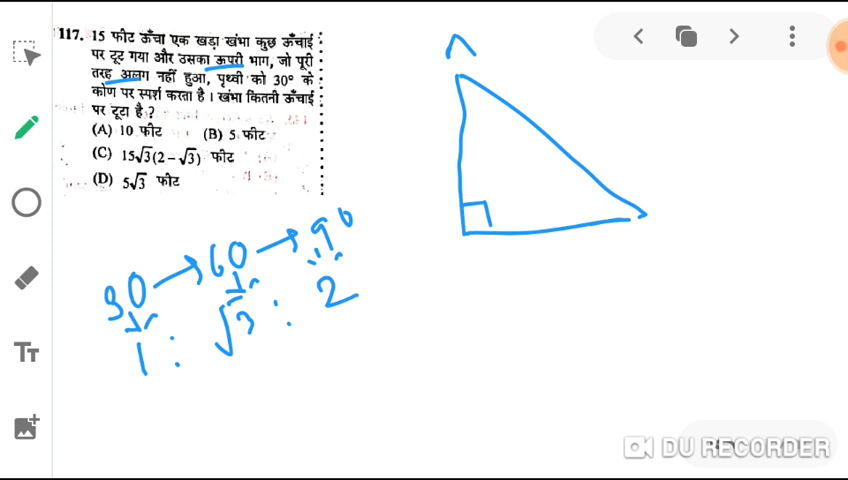 117. 15 फीट ऊँचा एक खड़ा खंभा कुछ ऊँचाई
पर टूट गया और उसका ऊपरी भाग, जो पूरी
तरह अलग नहीं हुआ, पृथ्वी को 30° के
कोण पर स्पर्श करता है। खंभा कितनी ऊँचाई
पर टूटा है ?
(A) 10 फीट (B) 5 फीट
(C) 15√3(2 – √3) फीट
(D) 5√3 फीट
30 → 60 → 90
1 : √3 : 2
A
TT
DU RECORDER